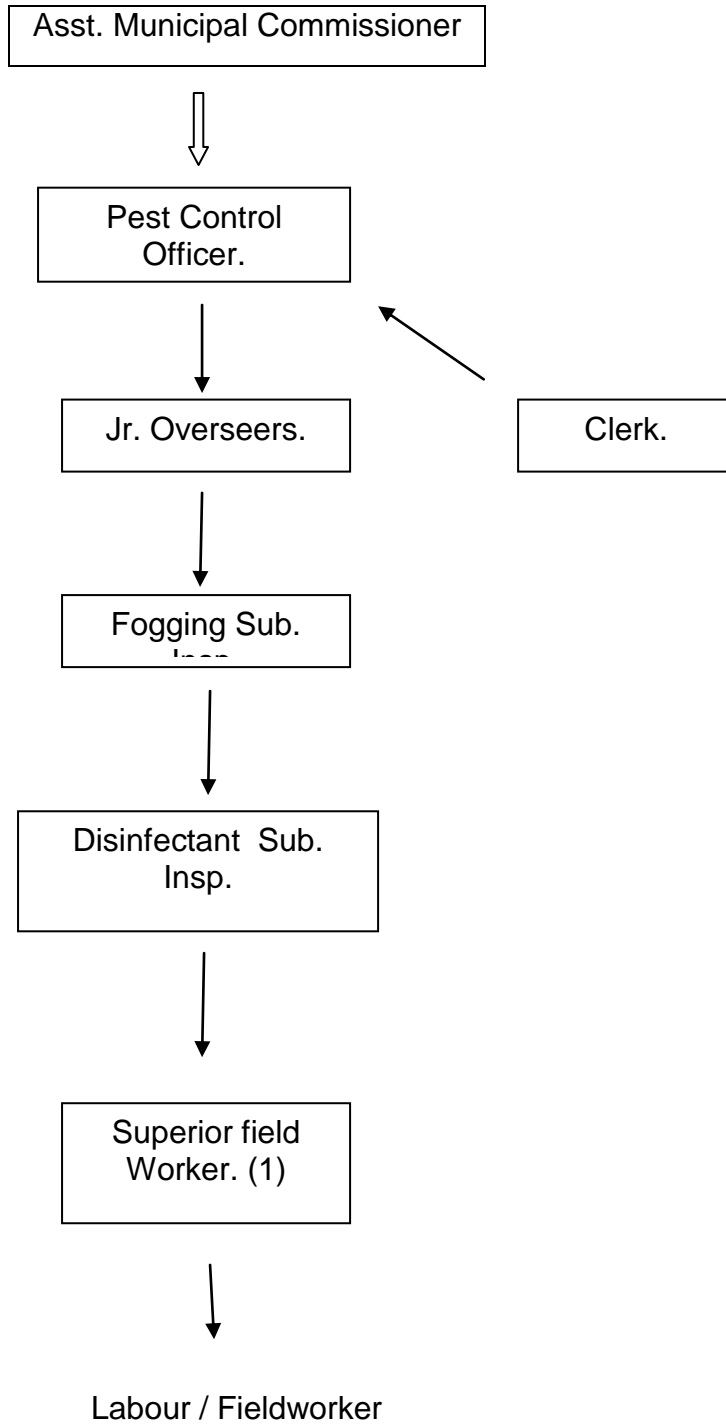 Asst. Municipal Commissioner
Pest Control
Officer.
Jr. Overseers.
Clerk.
Fogging Sub.
Disinfectant Sub.
Insp.
Superior field
Worker. (1)
Labour / Fieldworker